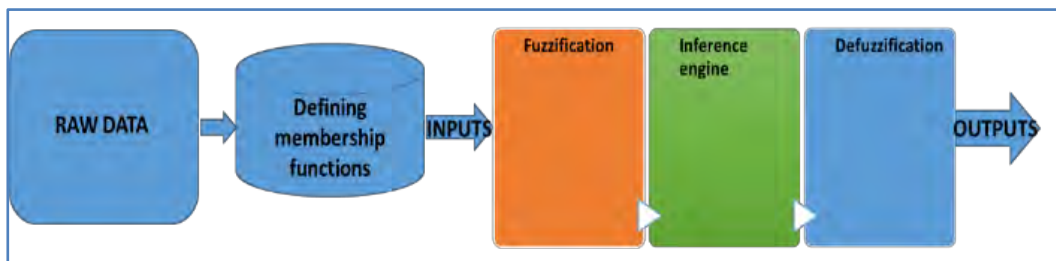 RAW DATA
Defining
membership
functions
INPUTS
Fuzzification
Inference
engine
Defuzzification
OUTPUTS